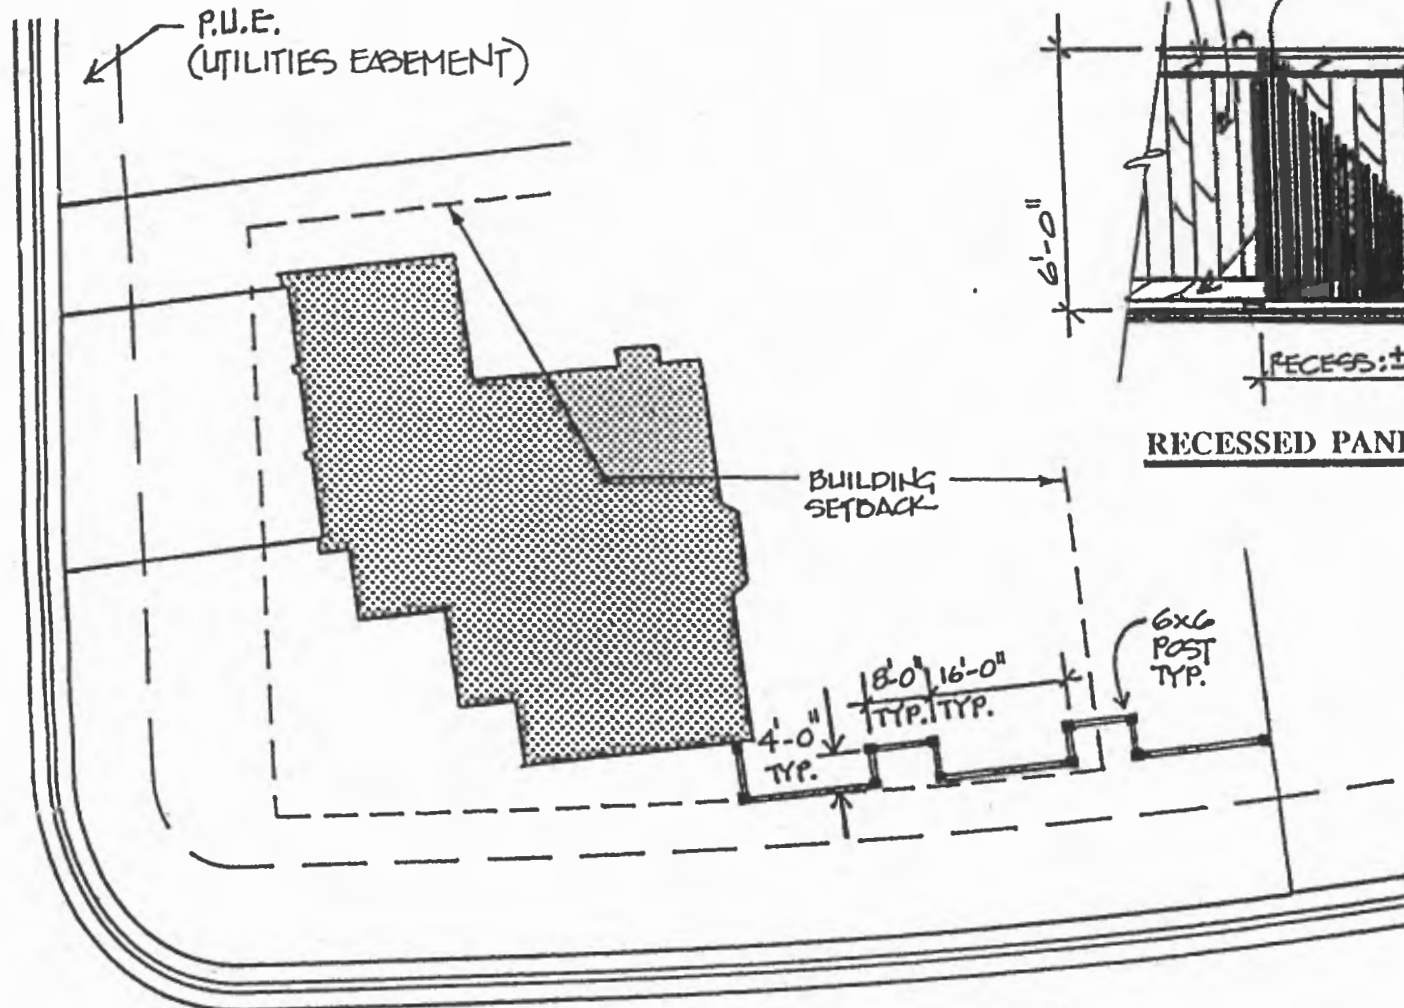 P.U.E.
(UTILITIES EASEMENT)
6'-0"
RECESS: ±
RECESSED PAN
BUILDING
SETBACK
6x6
POST
TYP.
8'-0" 16'-0"
TYP. TYP.
4'-0"
TYP.